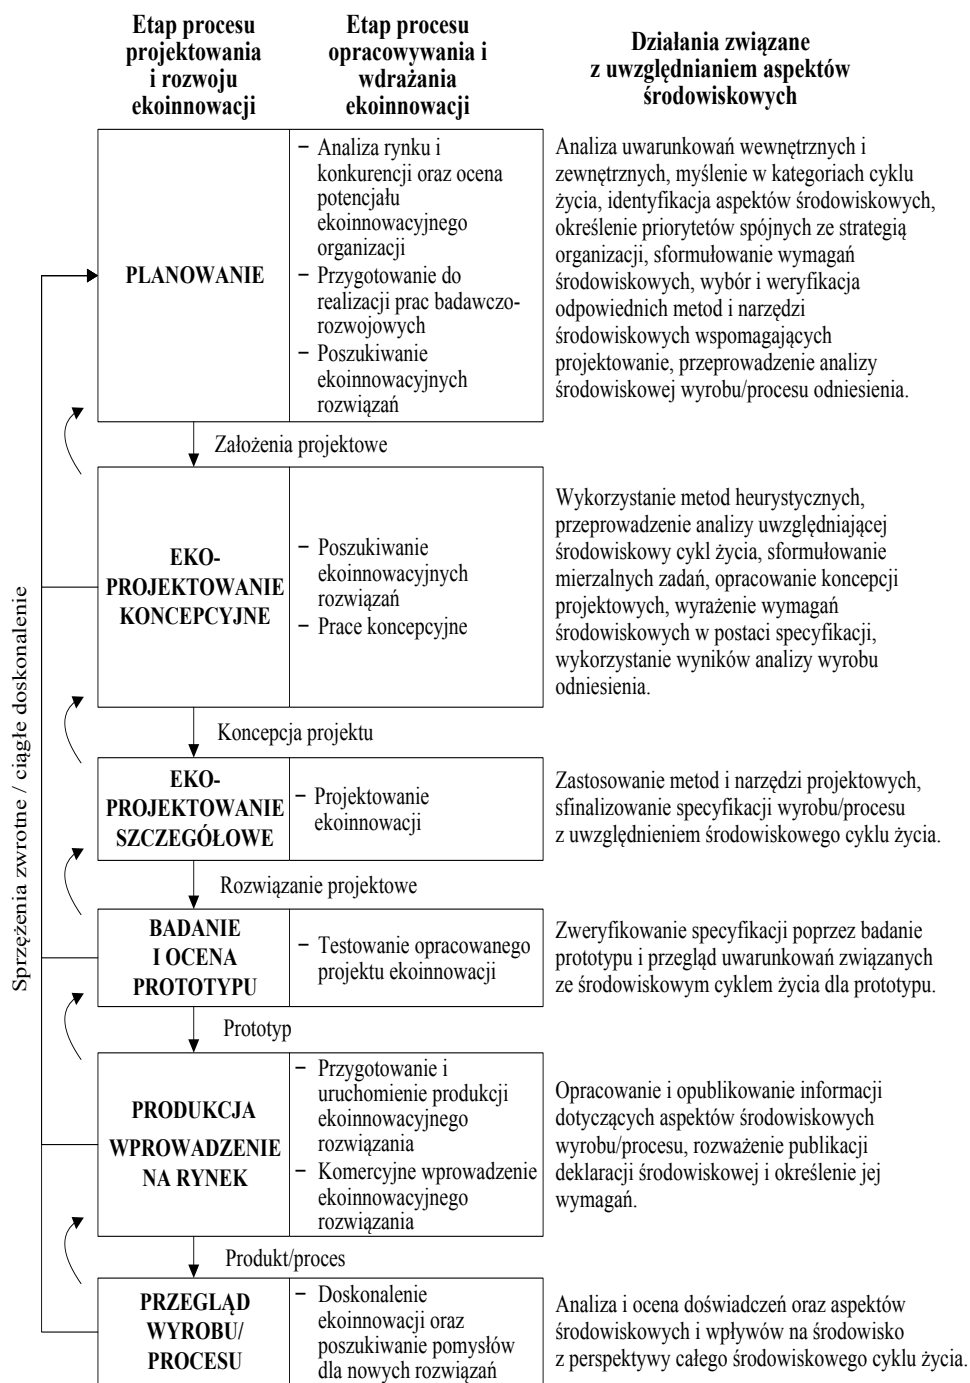 Etap procesu
projektowania
i rozwoju
ekoinnowacji
Etap procesu
opracowywania i
wdrażania
ekoinnowacji
Działania związane
z uwzględnianiem aspektów
środowiskowych
PLANOWANIE
– Analiza rynku i
konkurencji oraz ocena
potencjału
ekoinnowacyjnego
organizacji
– Przygotowanie do
realizacji prac badawczo-
rozwojowych
– Poszukiwanie
ekoinnowacyjnych
rozwiązań
Analiza uwarunkowań wewnętrznych i
zewnętrznych, myślenie w kategoriach cyklu
życia, identyfikacja aspektów środowiskowych,
określenie priorytetów spójnych ze strategią
organizacji, sformułowanie wymagań
środowiskowych, wybór i weryfikacja
odpowiednich metod i narzędzi
środowiskowych wspomagających
projektowanie, przeprowadzenie analizy
środowiskowej wyrobu/procesu odniesienia.
Założenia projektowe
EKO-
PROJEKTOWANIE
KONCEPCYJNE
– Poszukiwanie
ekoinnowacyjnych
rozwiązań
– Prace koncepcyjne
Wykorzystanie metod heurystycznych,
przeprowadzenie analizy uwzględniającej
środowiskowy cykl życia, sformułowanie
mierzalnych zadań, opracowanie koncepcji
projektowych, wyrażenie wymagań
środowiskowych w postaci specyfikacji,
wykorzystanie wyników analizy wyrobu
odniesienia.
Koncepcja projektu
EKO-
PROJEKTOWANIE
SZCZEGÓŁOWE
– Projektowanie
ekoinnowacji
Zastosowanie metod i narzędzi projektowych,
sfinalizowanie specyfikacji wyrobu/procesu
z uwzględnieniem środowiskowego cyklu życia.
Rozwiązanie projektowe
BADANIE
I OCENA
PROTOTYPU
– Testowanie opracowanego
projektu ekoinnowacji
Zweryfikowanie specyfikacji poprzez badanie
prototypu i przegląd uwarunkowań związanych
ze środowiskowym cyklem życia dla prototypu.
Prototyp
PRODUKCJA
WPROWADZENIE
NA RYNEK
– Przygotowanie i
uruchomienie produkcji
ekoinnowacyjnego
rozwiązania
– Komercyjne wprowadzenie
ekoinnowacyjnego
rozwiązania
Opracowanie i opublikowanie informacji
dotyczących aspektów środowiskowych
wyrobu/procesu, rozważenie publikacji
deklaracji środowiskowej i określenie jej
wymagań.
Produkt/proces
PRZEGLĄD
WYROBU/
PROCESU
– Doskonalenie
ekoinnowacji oraz
poszukiwanie pomysłów
dla nowych rozwiązań
Analiza i ocena doświadczeń oraz aspektów
środowiskowych i wpływów na środowisko
z perspektywy całego środowiskowego cyklu życia.
Sprzężenia zwrotne / ciągłe doskonalenie